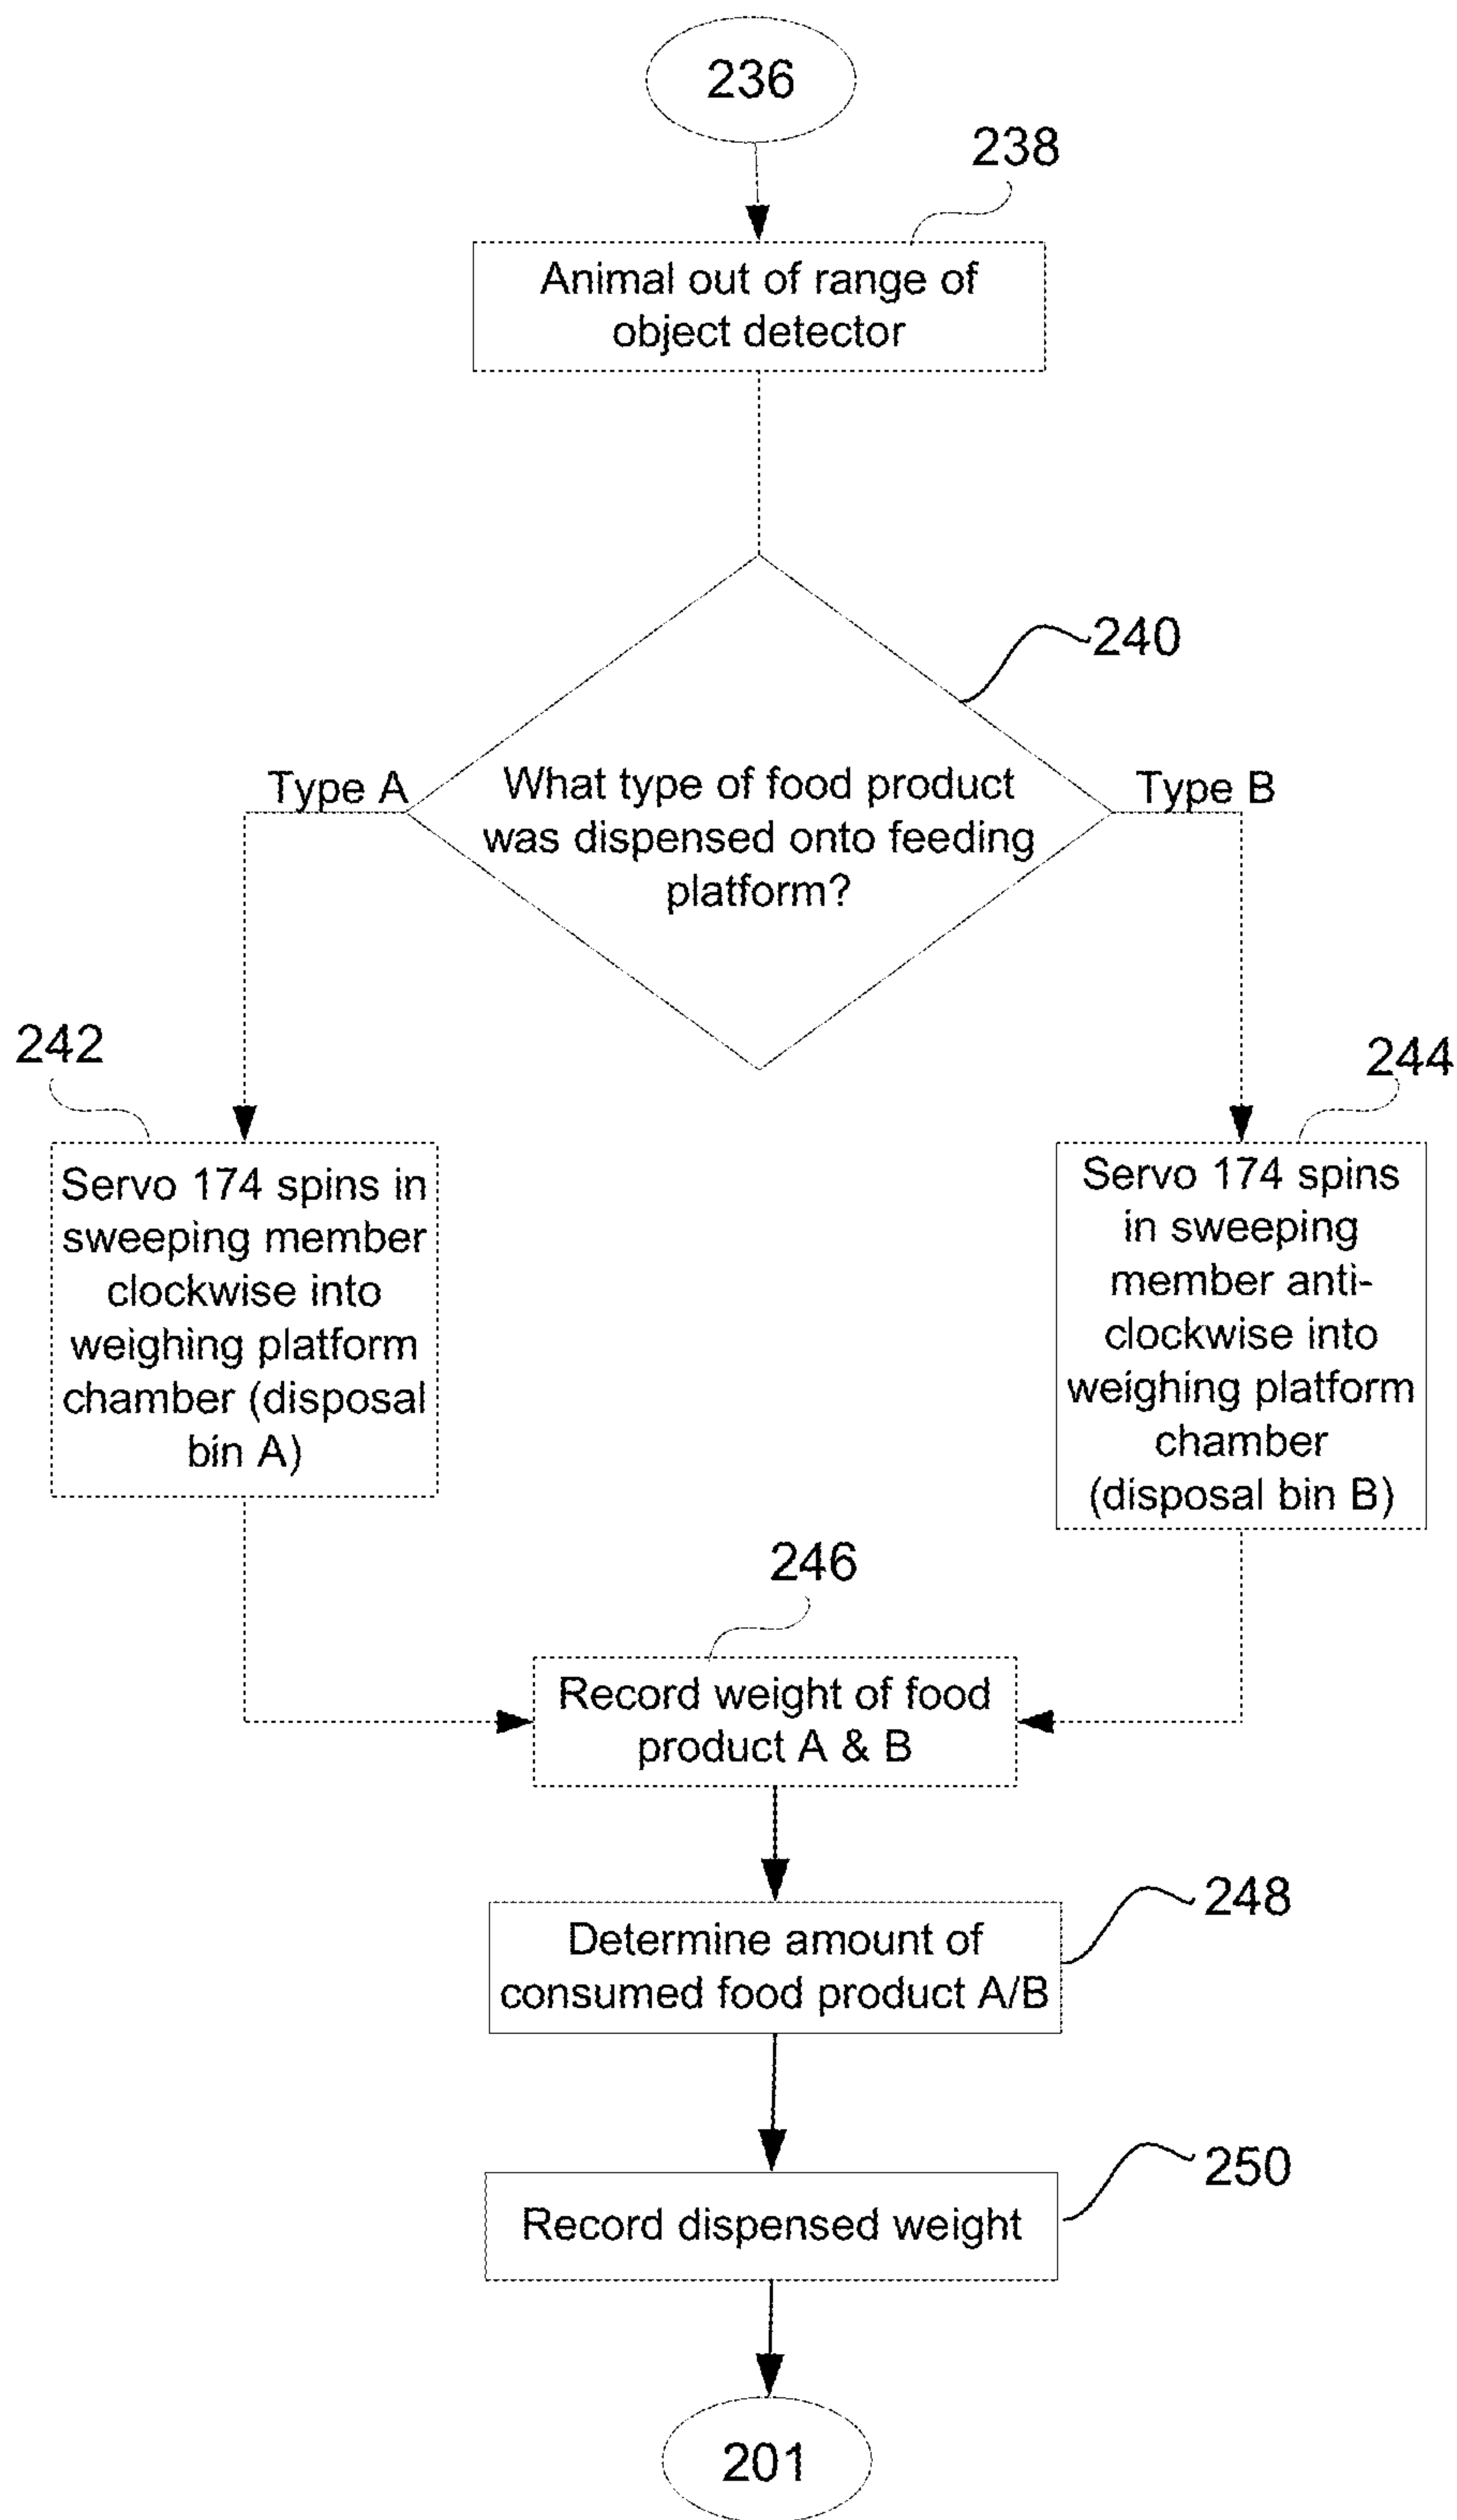 236
238
Animal out of range of
object detector
240
Type A
What type of food product
was dispensed onto feeding
platform?
Type B
242
Servo 174 spins in
sweeping member
clockwise into
weighing platform
chamber (disposal
bin A)
244
Servo 174 spins
in sweeping
member anti-
clockwise into
weighing platform
chamber
(disposal bin B)
246
Record weight of food
product A & B
248
Determine amount of
consumed food product A/B
250
Record dispensed weight
201